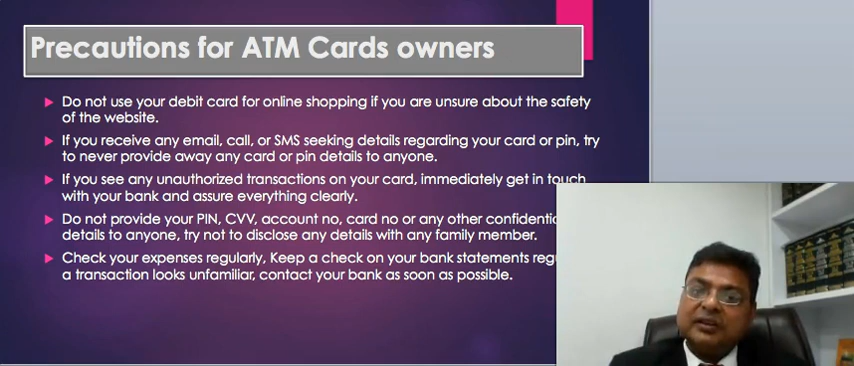 Precautions for ATM Cards owners
Do not use your debit card for online shopping if you are unsure about the safety
of the website.
If you receive any email, call, or SMS seeking details regarding your card or pin, try
to never provide away any card or pin details to anyone.
If you see any unauthorized transactions on your card, immediately get in touch
with your bank and assure everything clearly.
Do not provide your PIN, CVV, account no, card no or any other confidentia
details to anyone, try not to disclose any details with any family member.
Check your expenses regularly, Keep a check on your bank statements regu
a transaction looks unfamiliar, contact your bank as soon as possible.